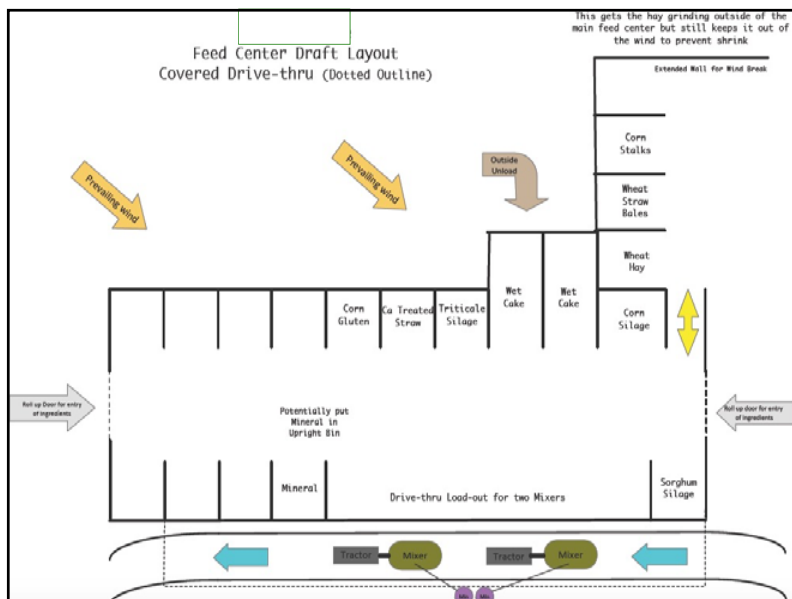 This gets the hay grinding outside of the
main feed center but still keeps it out of
the wind to prevent shrink
Feed Center Draft Layout
Covered Drive-thru (Dotted Outline)
Extended Wall for Wind Break
Corn
Stalks
Prevailing wind
Prevailing wind
Outside
Unload
Wheat
Straw
Bales
Wheat
Hay
Corn
Gluten
Ca Treated
Straw
Triticale
Silage
Wet
Cake
Wet
Cake
Corn
Silage
Roll up Door for entry
of ingredients
Potentially put
Mineral in
Upright Bin
Roll up door for entry
of ingredients
Mineral
Drive-thru Load-out for two Mixers
Sorghum
Silage
Tractor
Mixer
Tractor
Mixer